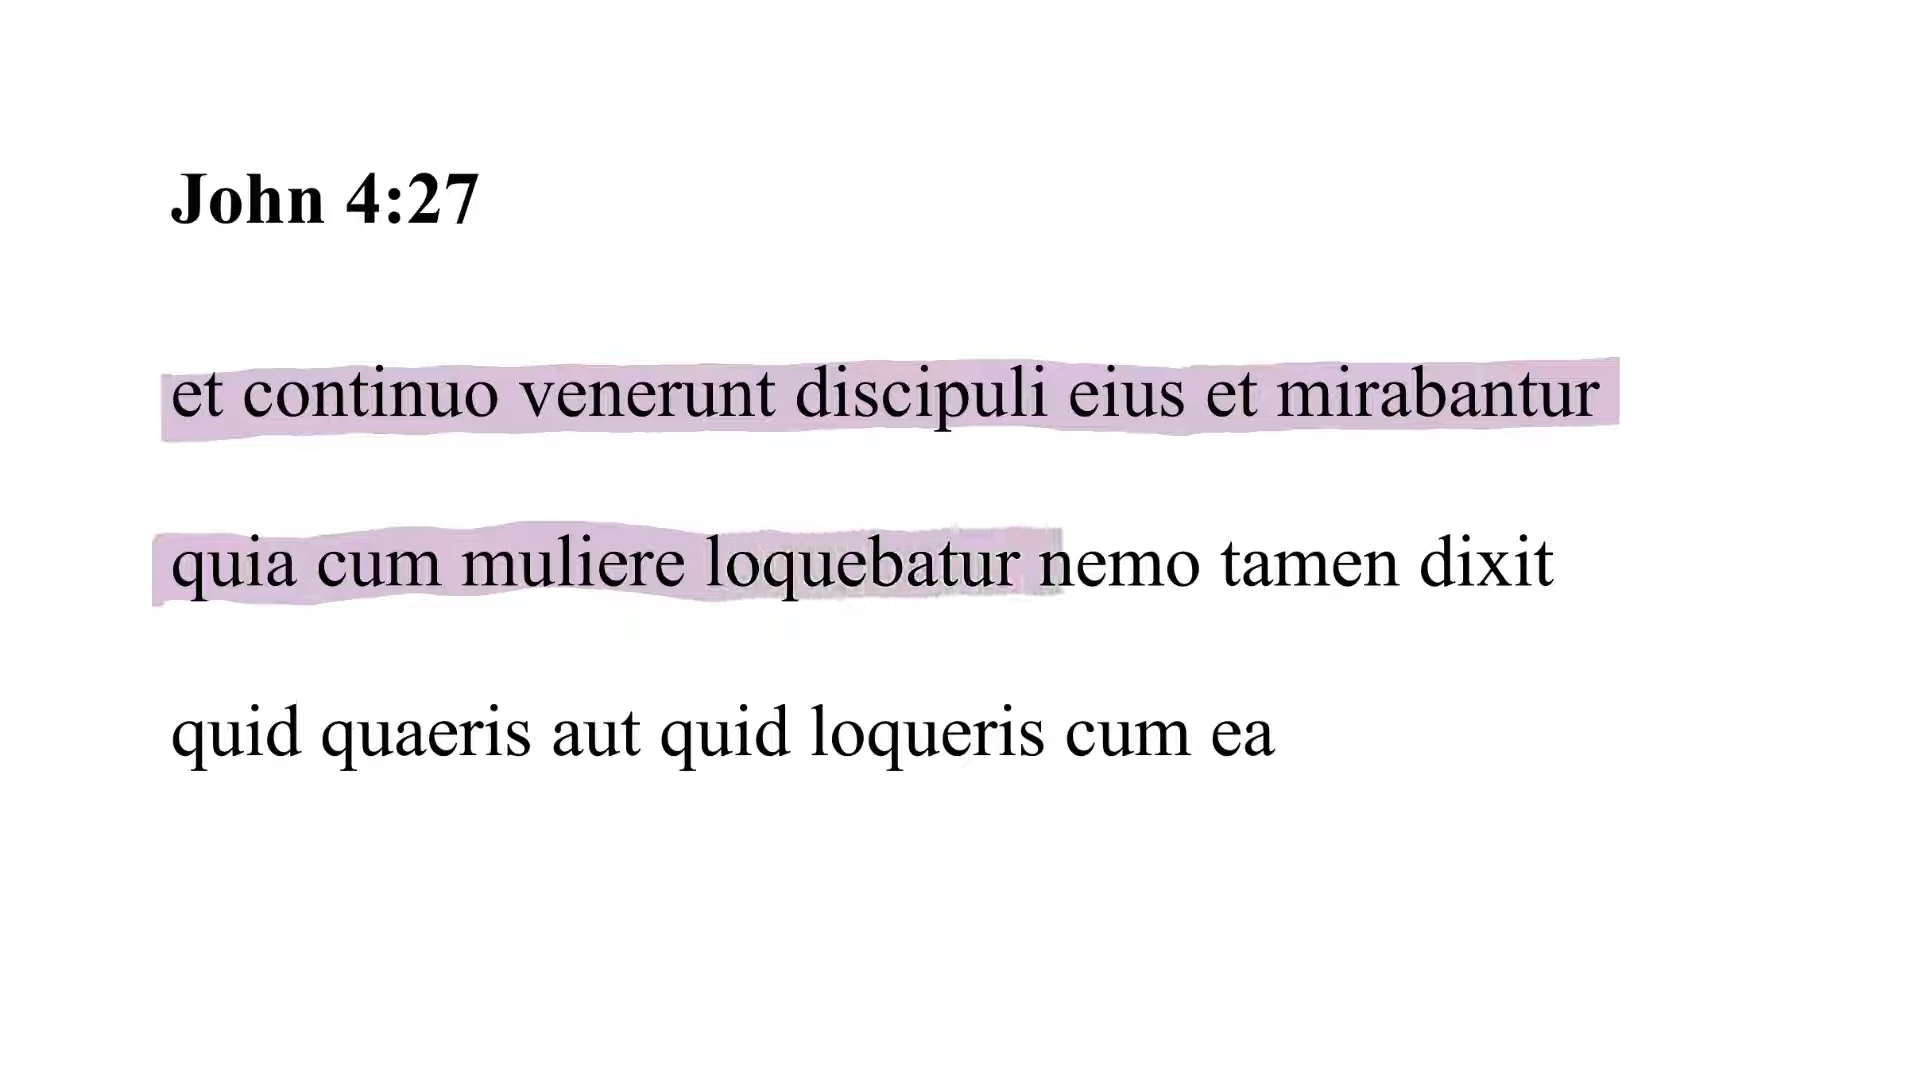 John 4:27
et continuo venerunt discipuli eius et mirabantur
quia cum muliere loquebatur nemo tamen dixit
quid quaeris aut quid loqueris cum ea